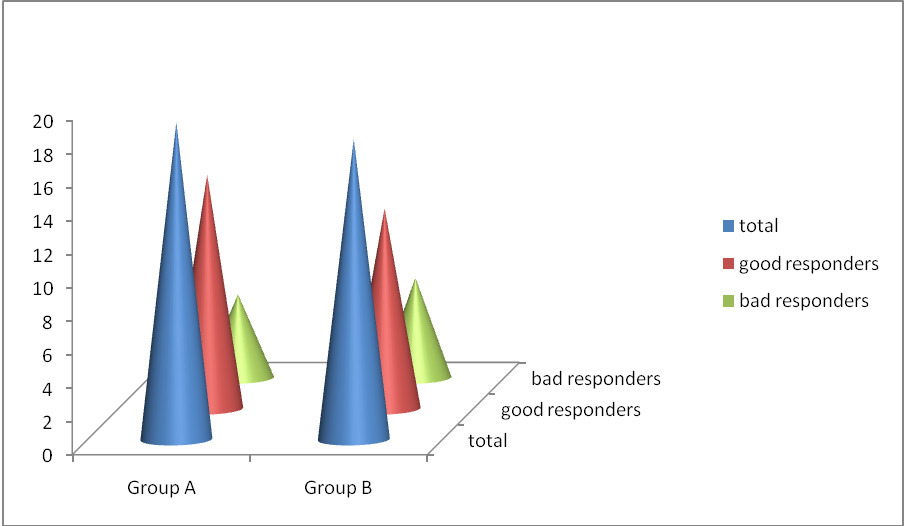 20
18
16
14
12
10
8
6
4
2
0
Group A
Group B
bad responders
good responders
total
total
good responders
bad responders